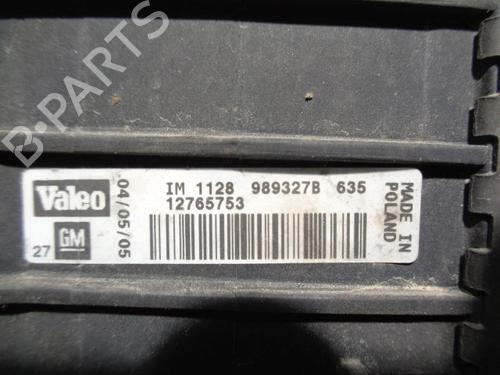 B-PARTS
Valeo
04/05/05
IM 1128 989327B 635
12765753
27
GM
MADE IN
POLAND